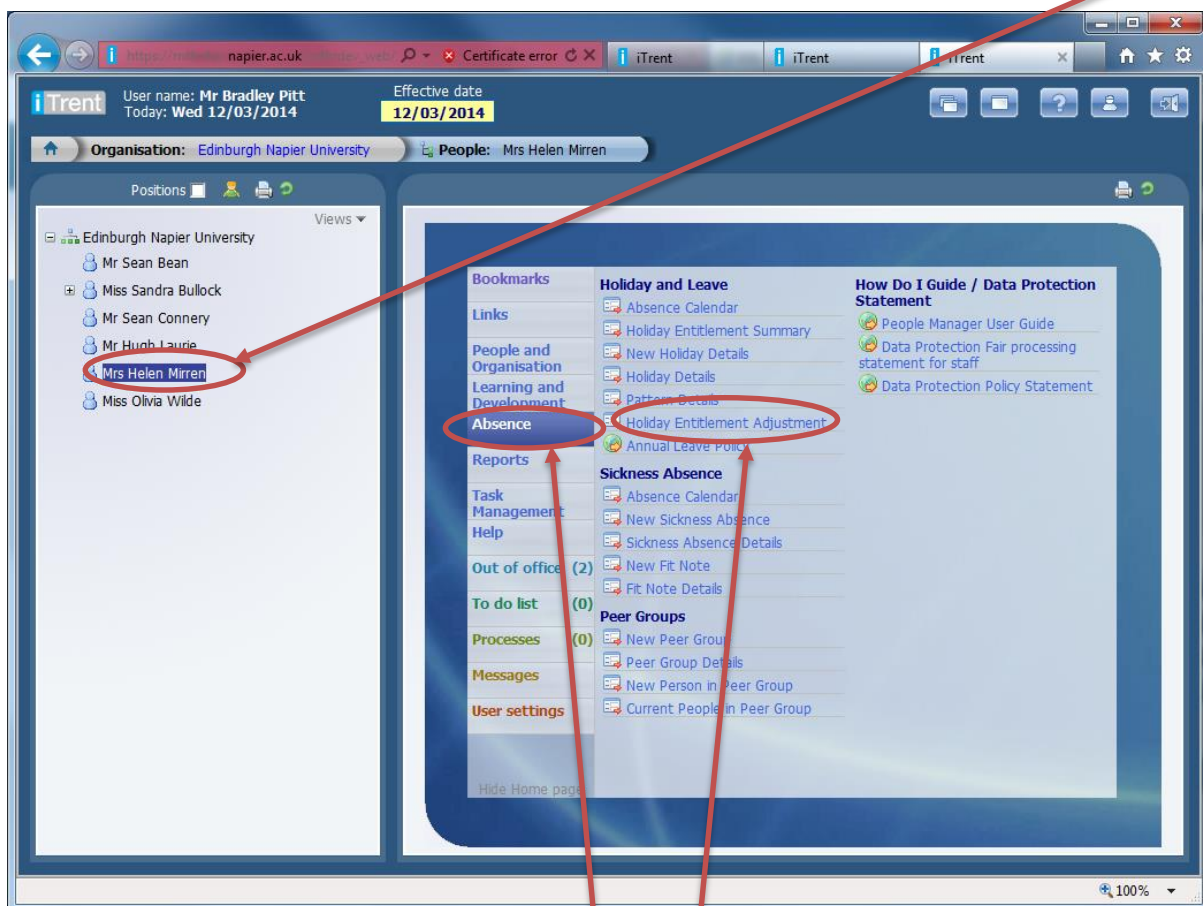 napier.ac.uk
Certificate error
iTrent
iTrent
iTrent
iTrent
User name: Mr Bradley Pitt
Today: Wed 12/03/2014
Effective date
12/03/2014
Organisation: Edinburgh Napier University
People: Mrs Helen Mirren
Positions
Views
Edinburgh Napier University
Mr Sean Bean
Miss Sandra Bullock
Mr Sean Connery
Mr Hugh Laurie
Mrs Helen Mirren
Miss Olivia Wilde
Bookmarks
Links
People and
Organisation
Learning and
Development
Absence
Reports
Task
Management
Help
Out of office (2)
To do list (0)
Processes (0)
Messages
User settings
Hide Home page
Holiday and Leave
Absence Calendar
Holiday Entitlement Summary
New Holiday Details
Holiday Details
Pattern Details
Holiday Entitlement Adjustment
Annual Leave Policy
Sickness Absence
Absence Calendar
New Sickness Absence
Sickness Absence Details
New Fit Note
Fit Note Details
Peer Groups
New Peer Group
Peer Group Details
New Person in Peer Group
Current People in Peer Group
How Do I Guide / Data Protection
Statement
People Manager User Guide
Data Protection Fair processing
statement for staff
Data Protection Policy Statement
100%